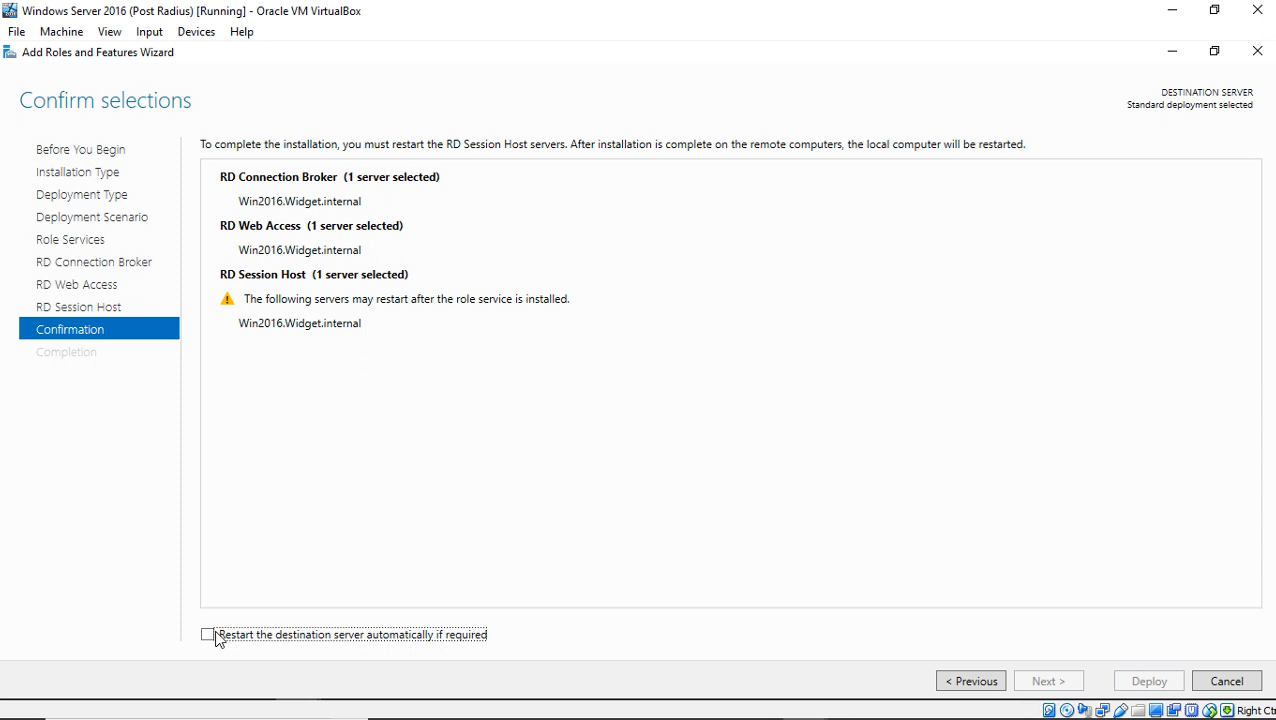 Windows Server 2016 (Post Radius) [Running] - Oracle VM VirtualBox
File Machine View Input Devices Help
Add Roles and Features Wizard
Confirm selections
DESTINATION SERVER
Standard deployment selected
Before You Begin
Installation Type
Deployment Type
Deployment Scenario
Role Services
RD Connection Broker
RD Web Access
RD Session Host
Confirmation
Completion
To complete the installation, you must restart the RD Session Host servers. After installation is complete on the remote computers, the local computer will be restarted.
RD Connection Broker (1 server selected)
Win2016.Widget.internal
RD Web Access (1 server selected)
Win2016.Widget.internal
RD Session Host (1 server selected)
The following servers may restart after the role service is installed.
Win2016.Widget.internal
Restart the destination server automatically if required
< Previous Next > Deploy Cancel
Right Ctr